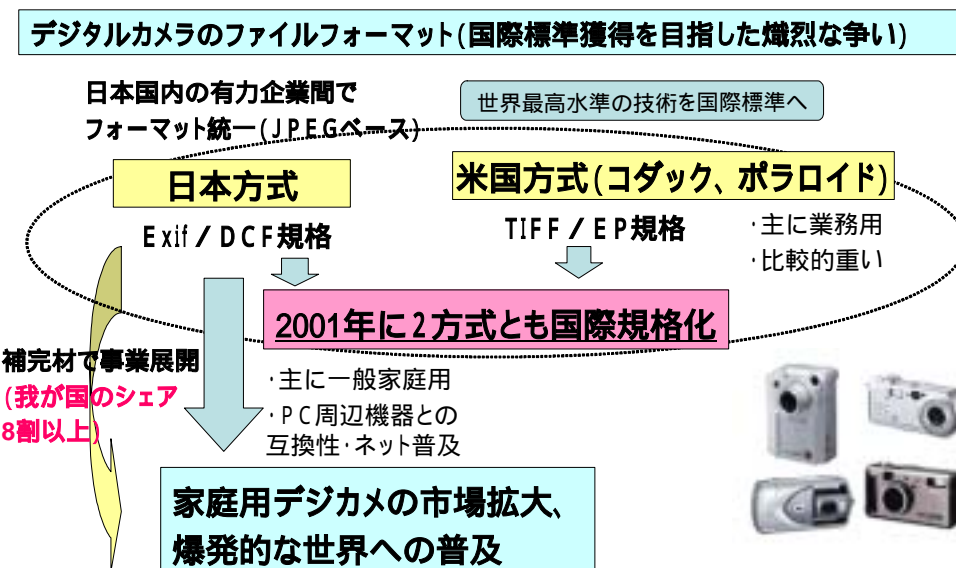 デジタルカメラのファイルフォーマット(国際標準獲得を目指した熾烈な争い)
日本国内の有力企業間で
フォーマット統一(JPEGベース)
世界最高水準の技術を国際標準へ
日本方式
米国方式(コダック、ポラロイド)
Exif/DCF規格
TIFF/EP規格
・主に業務用
・比較的重い
2001年に2方式とも国際規格化
補完材で事業展開
(我が国のシェア
8割以上)
・主に一般家庭用
・PC周辺機器との
互換性・ネット普及
家庭用デジカメの市場拡大、
爆発的な世界への普及